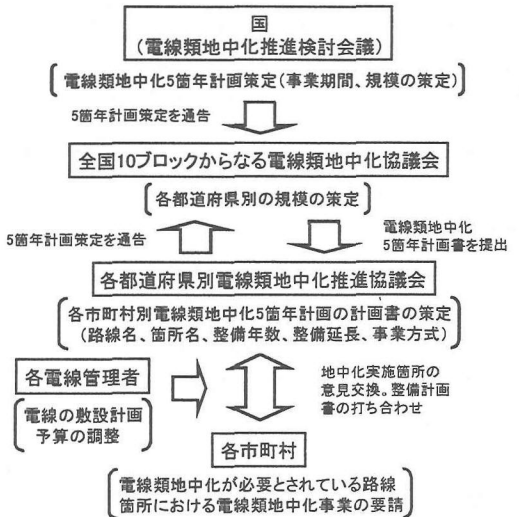 国
(電線類地中化推進検討会議)
電線類地中化5箇年計画策定(事業期間、規模の策定)
5箇年計画策定を通告
全国10ブロックからなる電線類地中化協議会
各都道府県別の規模の策定
5箇年計画策定を通告
電線類地中化
5箇年計画書を提出
各都道府県別電線類地中化推進協議会
各市町村別電線類地中化5箇年計画の計画書の策定
(路線名、箇所名、整備年数、整備延長、事業方式)
各電線管理者
電線の敷設計画
予算の調整
地中化実施箇所の
意見交換。整備計画
書の打ち合わせ
各市町村
電線類地中化が必要とされている路線
箇所における電線類地中化事業の要請